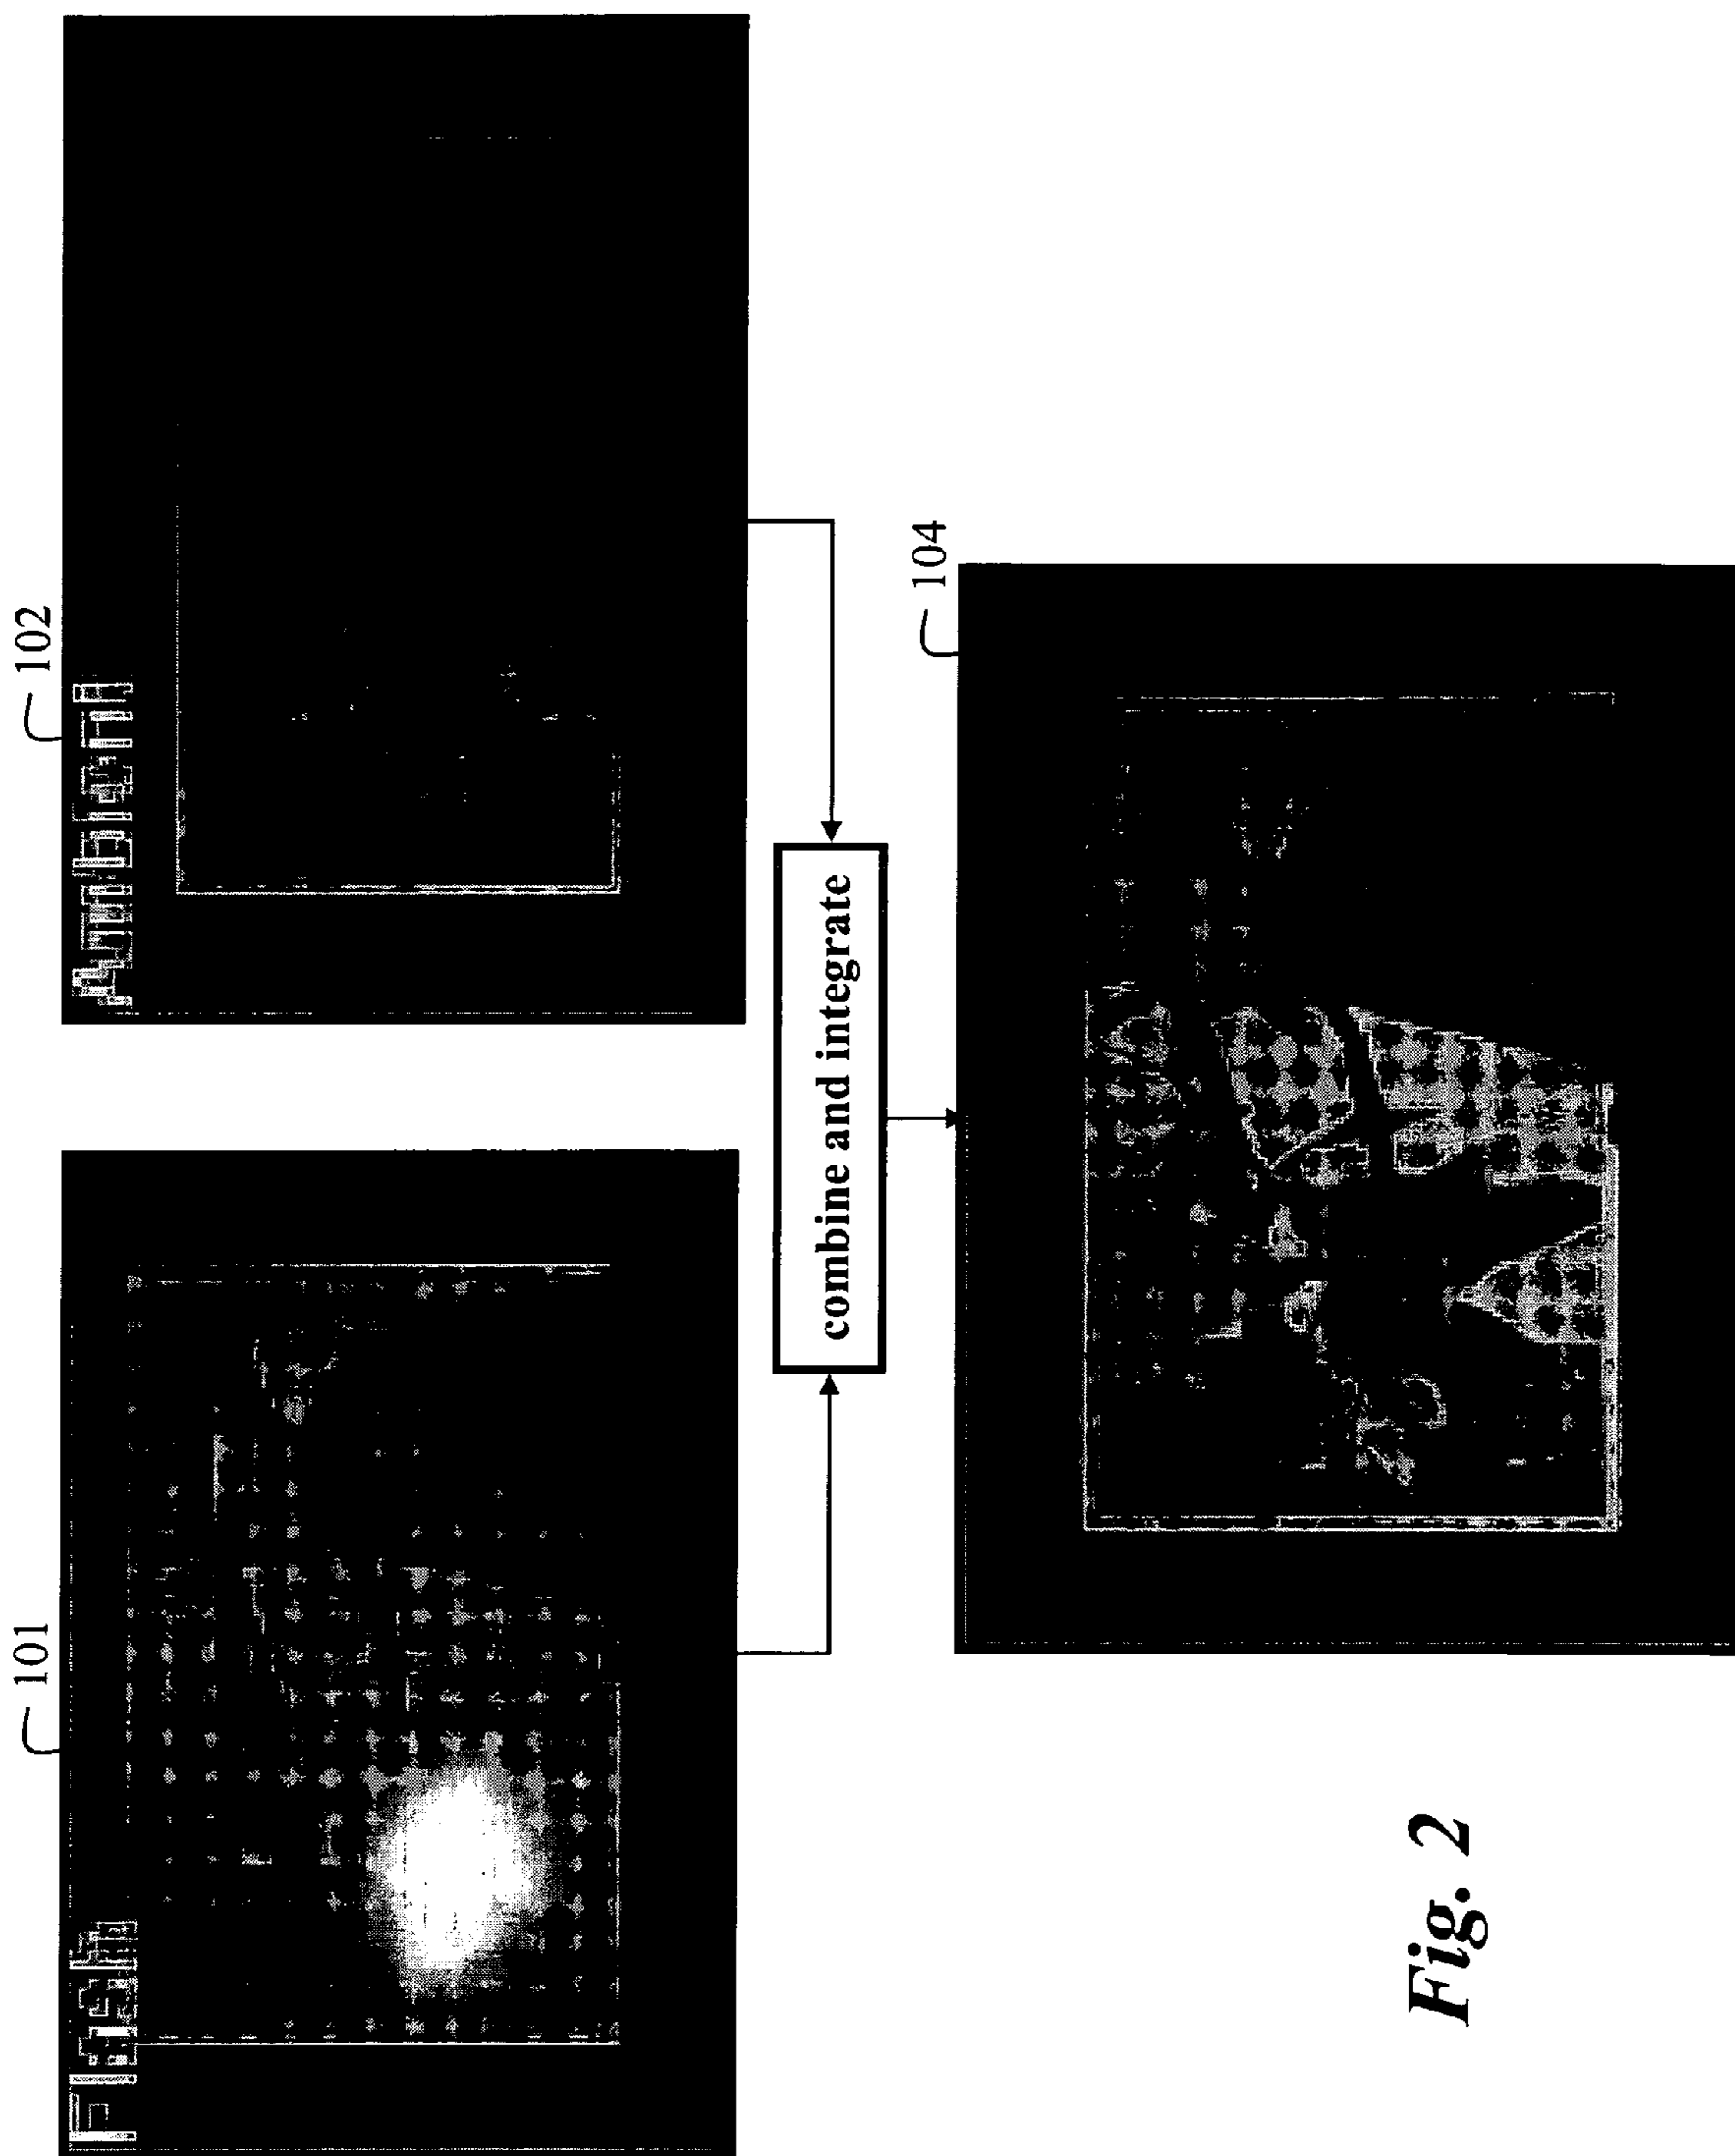 101
Flash
102
Ambient
combine and integrate
104
Fig. 2